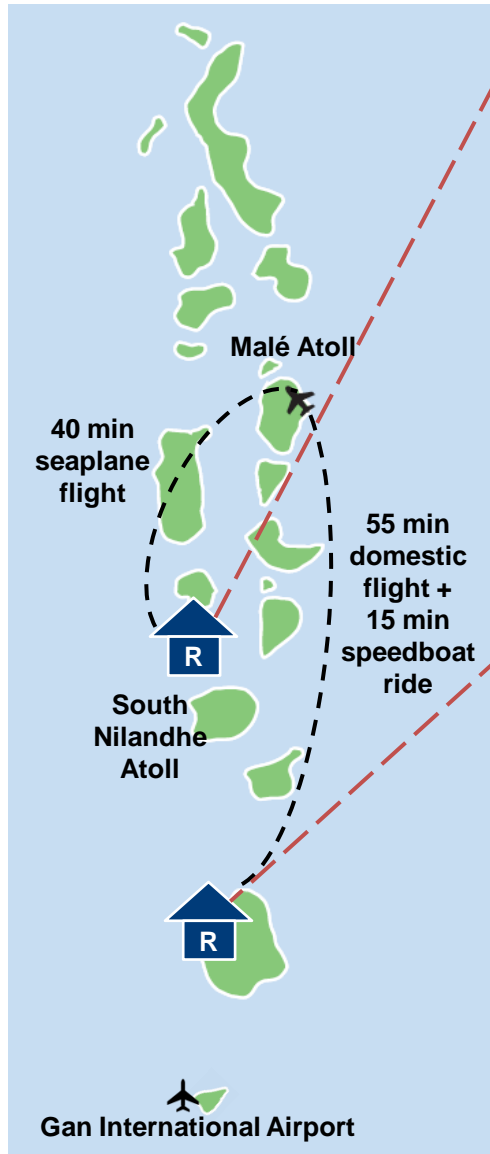 Malé Atoll
40 min
seaplane
flight
55 min
domestic
flight +
15 min
speedboat
ride
R
South
Nilandhe
Atoll
R
Gan International Airport